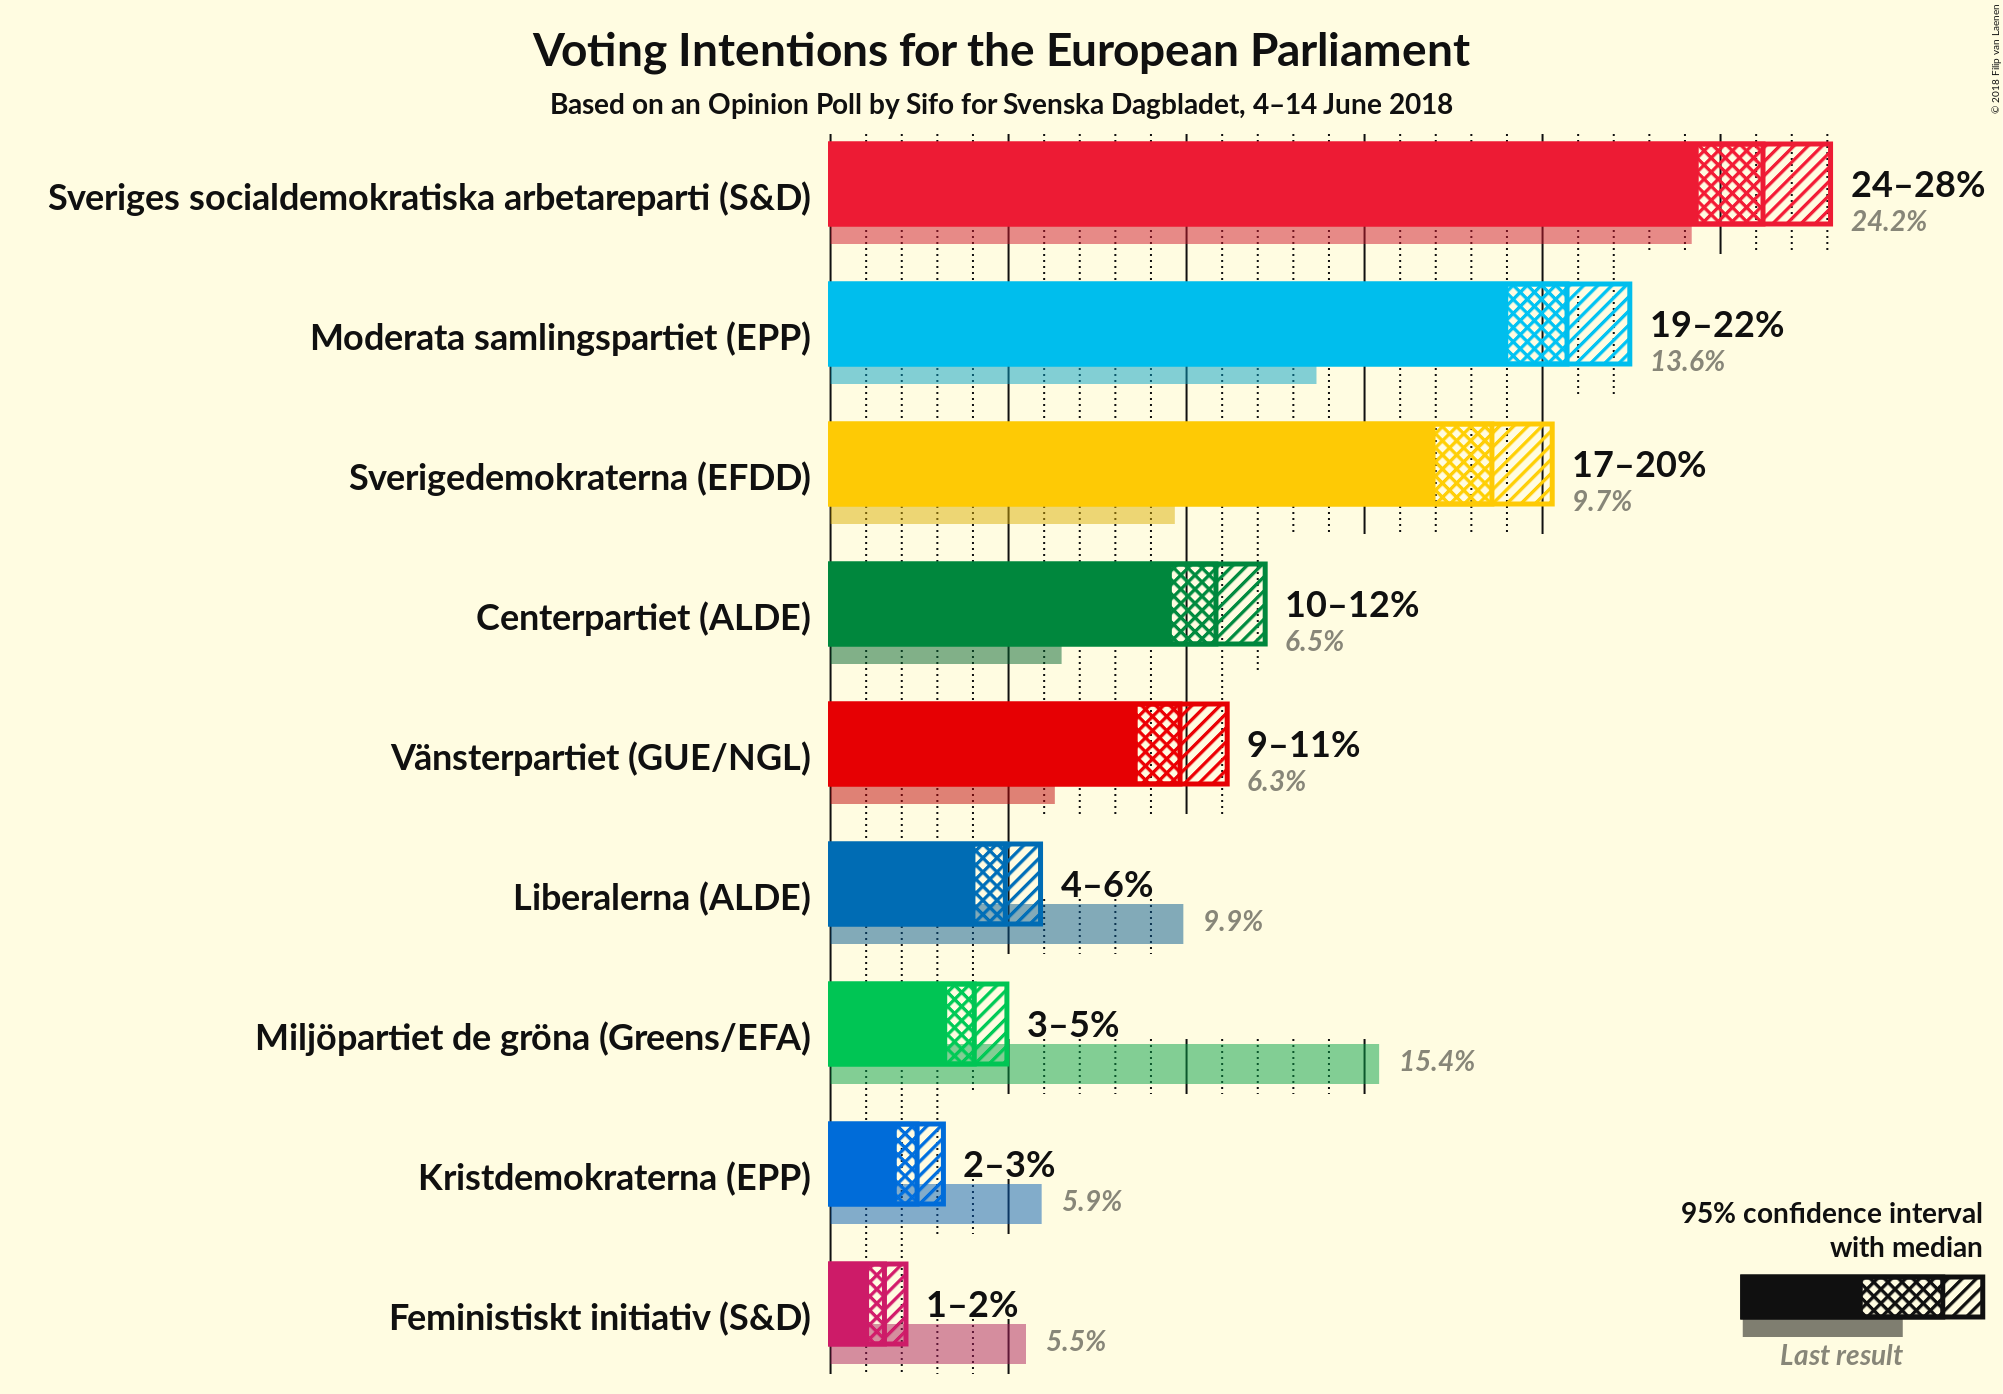 Voting Intentions for the European Parliament
Based on an Opinion Poll by Sifo for Svenska Dagbladet, 4–14 June 2018
© 2018 Filip van Laenen
Sveriges socialdemokratiska arbetareparti (S&D)
24–28%
24.2%
Moderata samlingspartiet (EPP)
19–22%
13.6%
Sverigedemokraterna (EFDD)
17–20%
9.7%
Centerpartiet (ALDE)
10–12%
6.5%
Vänsterpartiet (GUE/NGL)
9–11%
6.3%
Liberalerna (ALDE)
4–6%
9.9%
Miljöpartiet de gröna (Greens/EFA)
3–5%
15.4%
Kristdemokraterna (EPP)
2–3%
5.9%
Feministiskt initiativ (S&D)
1–2%
5.5%
95% confidence interval
with median
Last result